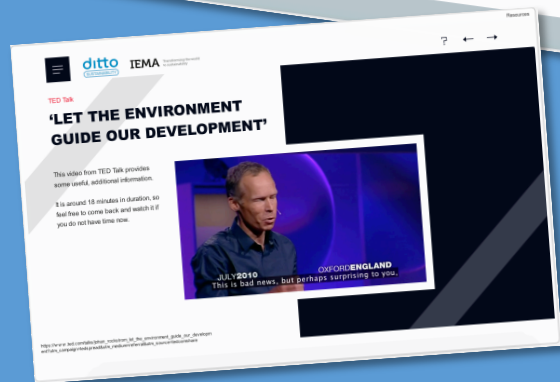 Resources
? ← →
ditto
SUSTAINABILITY
IEMA
TED Talk
‘LET THE ENVIRONMENT
GUIDE OUR DEVELOPMENT’
This video from TED Talk provides
some useful, additional information.
It is around 18 minutes in duration, so
feel free to come back and watch it if
you do not have time now.
JULY2010
OXFORDENGLAND
This is bad news, but perhaps surprising to you.